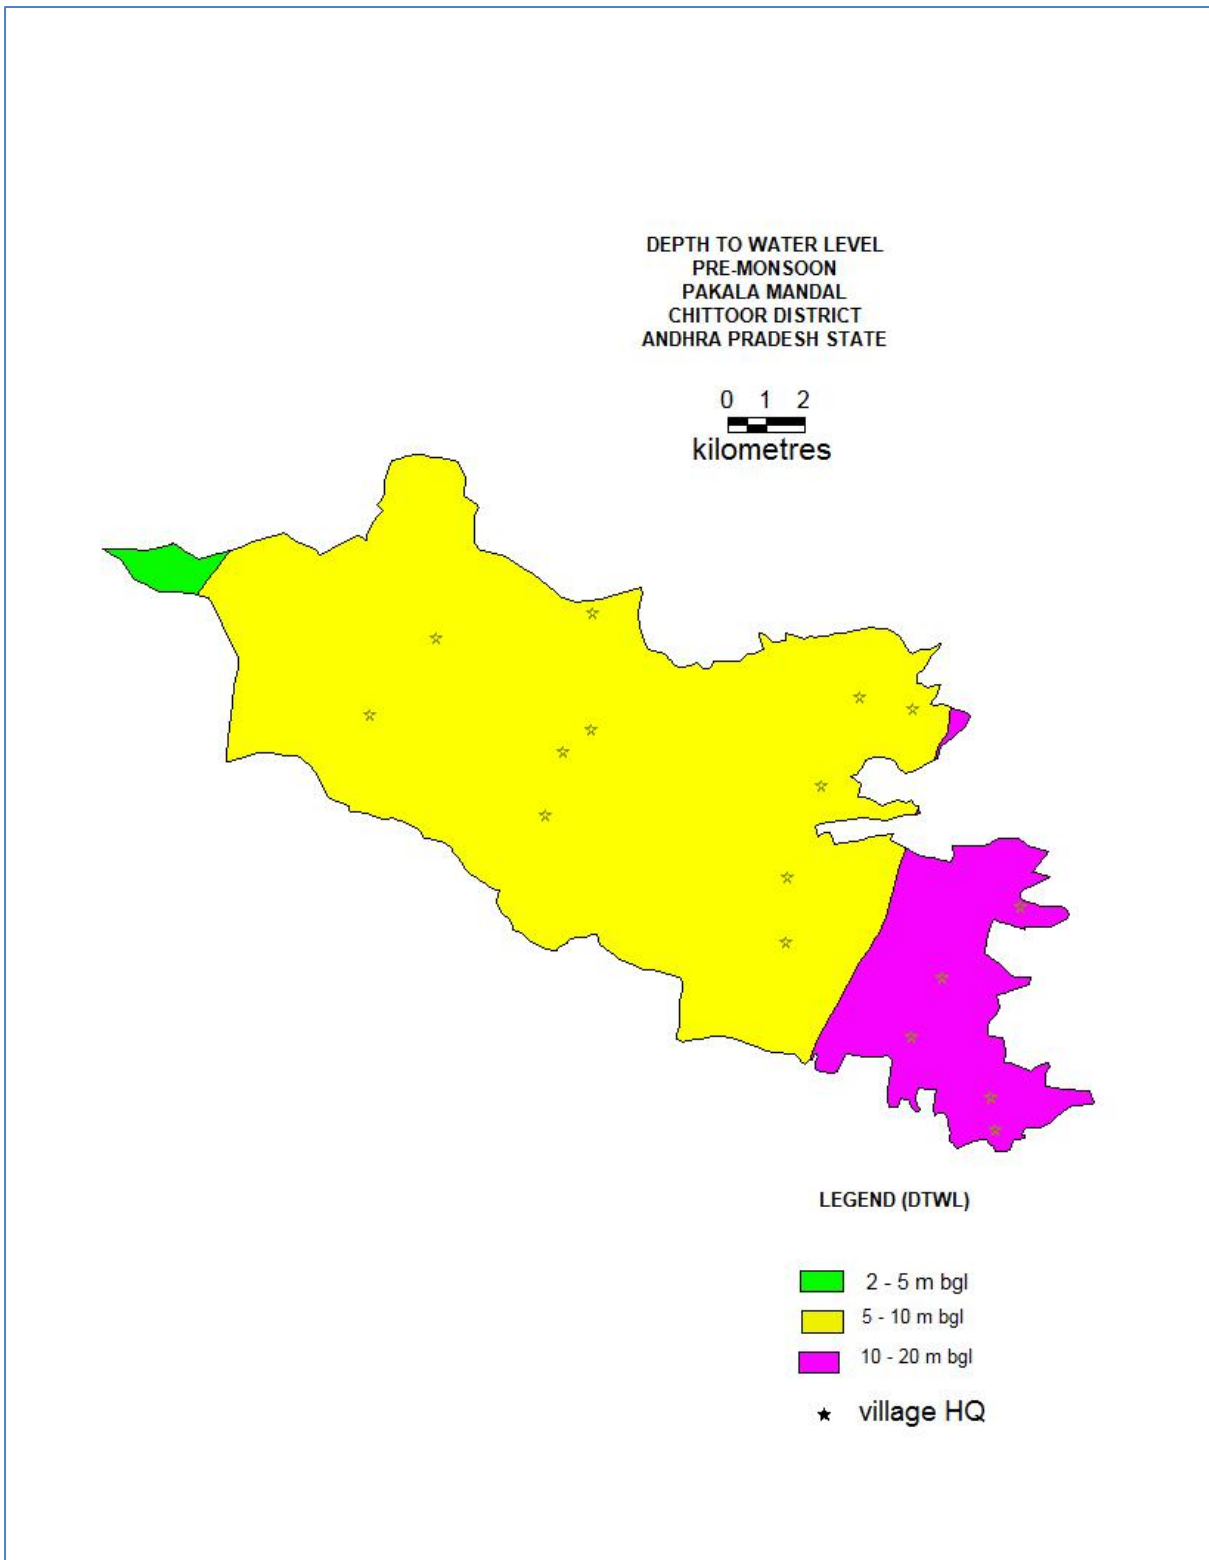 DEPTH TO WATER LEVEL
PRE-MONSOON
PAKALA MANDAL
CHITTOOR DISTRICT
ANDHRA PRADESH STATE
0 1 2
kilometres
LEGEND (DTWL)
2 - 5 m bgl
5 - 10 m bgl
10 - 20 m bgl
village HQ